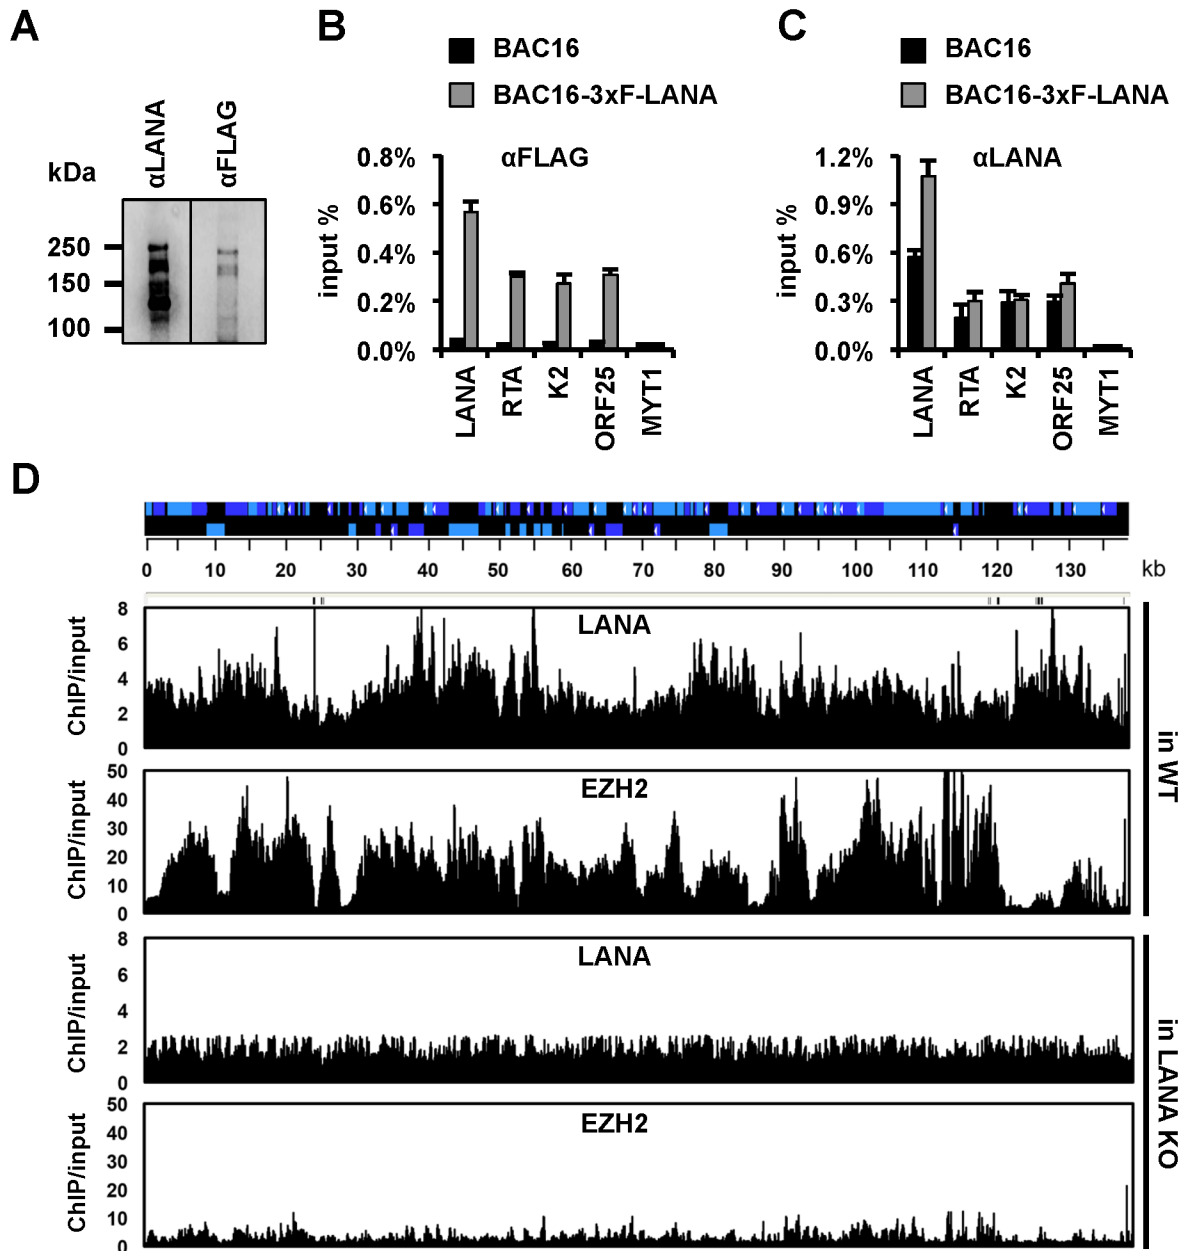 A
αLANA
αFLAG
kDa
250
150
100
B
BAC16
BAC16-3xF-LANA
αFLAG
input %
0.8%
0.6%
0.4%
0.2%
0.0%
LANA
RTA
K2
ORF25
MYT1
C
BAC16
BAC16-3xF-LANA
αLANA
input %
1.2%
0.9%
0.6%
0.3%
0.0%
LANA
RTA
K2
ORF25
MYT1
D
0 10 20 30 40 50 60 70 80 90 100 110 120 130 kb
LANA
ChIP/input
8
6
4
2
0
EZH2
ChIP/input
50
40
30
20
10
0
in WT
LANA
ChIP/input
8
6
4
2
0
EZH2
ChIP/input
50
40
30
20
10
0
in LANA KO